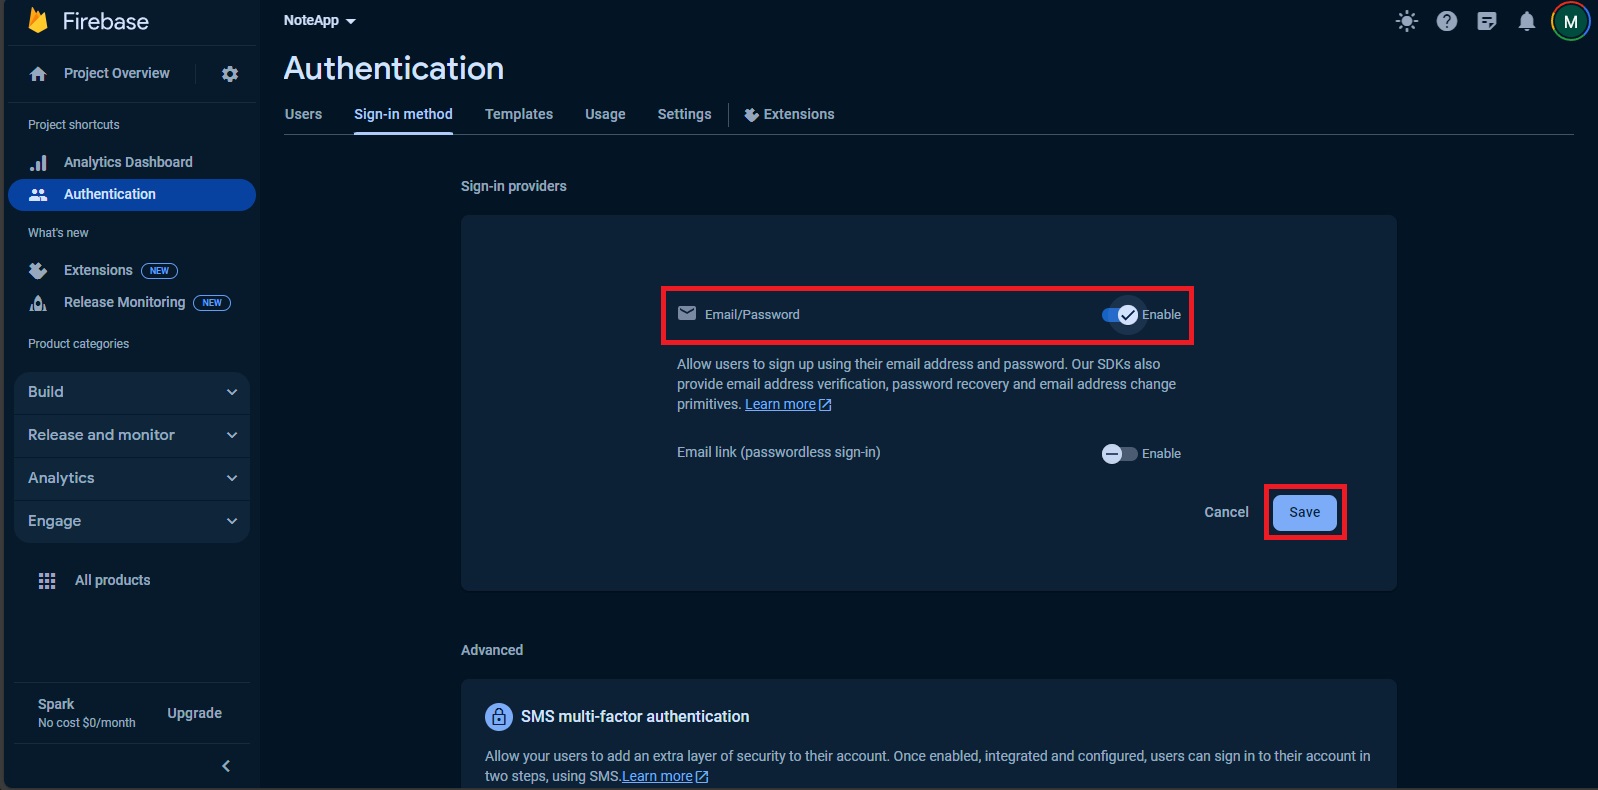 Firebase
NoteApp
M
Project Overview
Authentication
Users
Sign-in method
Templates
Usage
Settings
Extensions
Project shortcuts
Analytics Dashboard
Authentication
What's new
Extensions NEW
Release Monitoring NEW
Product categories
Build
Release and monitor
Analytics
Engage
All products
Spark
No cost $0/month
Upgrade
Sign-in providers
Email/Password
Enable
Allow users to sign up using their email address and password. Our SDKs also
provide email address verification, password recovery and email address change
primitives. Learn more
Email link (passwordless sign-in)
Enable
Cancel
Save
Advanced
SMS multi-factor authentication
Allow your users to add an extra layer of security to their account. Once enabled, integrated and configured, users can sign in to their account in
two steps, using SMS.Learn more